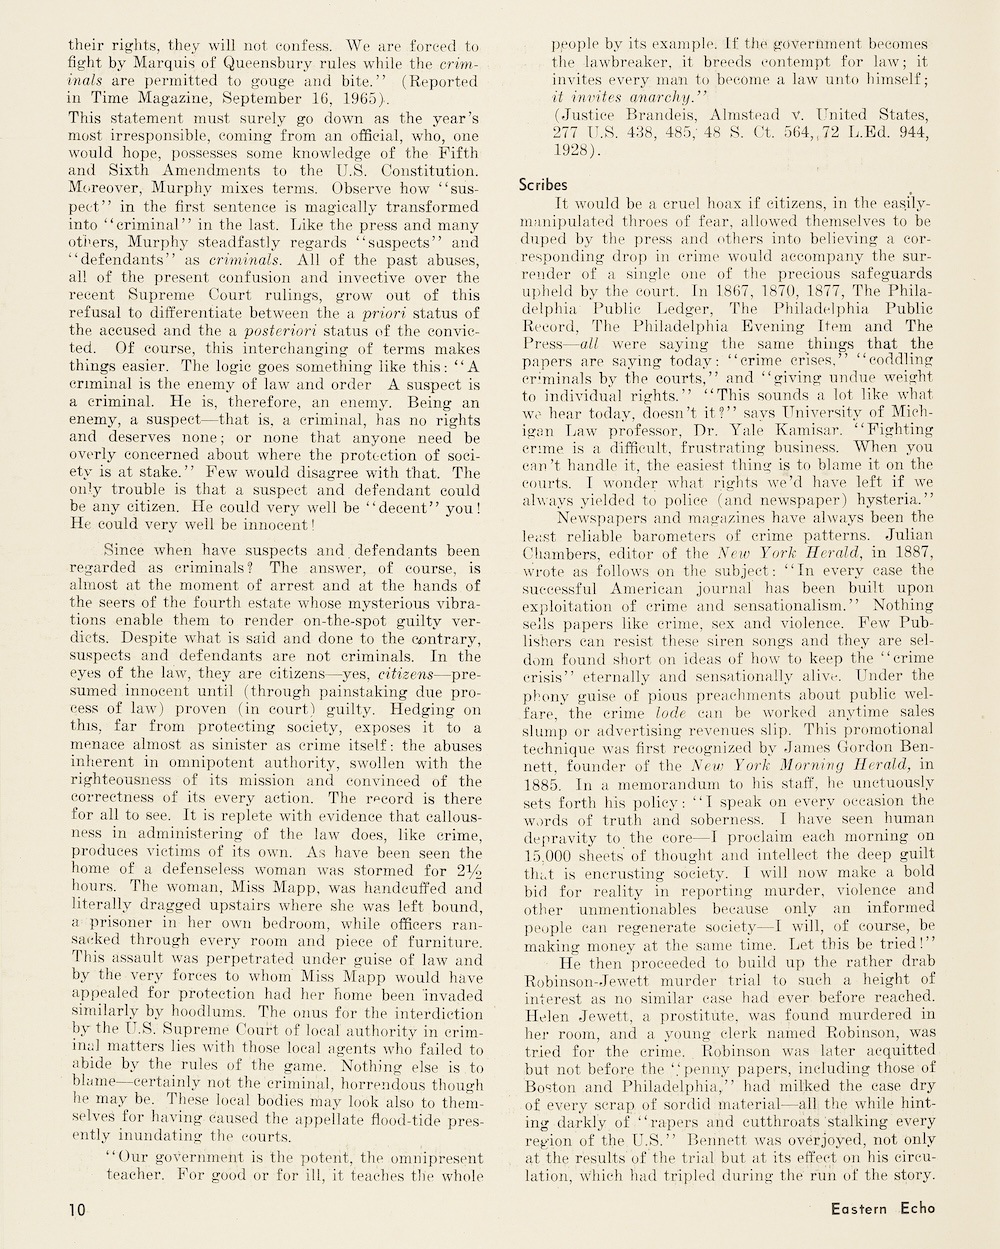 their rights, they will not confess. We are forced to
fight by Marquis of Queensbury rules while the crim-
inals are permitted to gouge and bite." (Reported
in Time Magazine, September 16, 1965).
This statement must surely go down as the year's
most irresponsible, coming from an official, who, one
would hope, possesses some knowledge of the Fifth
and Sixth Amendments to the U.S. Constitution.
Moreover, Murphy mixes terms. Observe how "sus-
pect" in the first sentence is magically transformed
into "criminal" in the last. Like the press and many
others, Murphy steadfastly regards "suspects" and
"defendants" as criminals. All of the past abuses,
all of the present confusion and invective over the
recent Supreme Court rulings, grow out of this
refusal to differentiate between the a priori status of
the accused and the a posteriori status of the convic-
ted. Of course, this interchanging of terms makes
things easier. The logic goes something like this: "A
criminal is the enemy of law and order A suspect is
a criminal. He is, therefore, an enemy. Being an
enemy, a suspect—that is, a criminal, has no rights
and deserves none; or none that anyone need be
overly concerned about where the protection of soci-
ety is at stake." Few would disagree with that. The
only trouble is that a suspect and defendant could
be any citizen. He could very well be "decent" you!
He could very well be innocent!
Since when have suspects and defendants been
regarded as criminals? The answer, of course, is
almost at the moment of arrest and at the hands of
the seers of the fourth estate whose mysterious vibra-
tions enable them to render on-the-spot guilty ver-
dicts. Despite what is said and done to the contrary,
suspects and defendants are not criminals. In the
eyes of the law, they are citizens—yes, citizens—pre-
sumed innocent until (through painstaking due pro-
cess of law) proven (in court) guilty. Hedging on
this, far from protecting society, exposes it to a
menace almost as sinister as crime itself: the abuses
inherent in omnipotent authority, swollen with the
righteousness of its mission and convinced of the
correctness of its every action. The record is there
for all to see. It is replete with evidence that callous-
ness in administering of the law does, like crime,
produces victims of its own. As have been seen the
home of a defenseless woman was stormed for 2½
hours. The woman, Miss Mapp, was handcuffed and
literally dragged upstairs where she was left bound,
a prisoner in her own bedroom, while officers ran-
sacked through every room and piece of furniture.
This assault was perpetrated under guise of law and
by the very forces to whom Miss Mapp would have
appealed for protection had her home been invaded
similarly by hoodlums. The onus for the interdiction
by the U.S. Supreme Court of local authority in crim-
inal matters lies with those local agents who failed to
abide by the rules of the game. Nothing else is to
blame—certainly not the criminal, horrendous though
he may be. These local bodies may look also to them-
selves for having caused the appellate flood-tide pres-
ently inundating the courts.
"Our government is the potent, the omnipresent
teacher. For good or for ill, it teaches the whole
people by its example. If the government becomes
the lawbreaker, it breeds contempt for law; it
invites every man to become a law unto himself;
it invites anarchy."
(Justice Brandeis, Almstead v. United States,
277 U.S. 438, 485; 48 S. Ct. 564, 72 L.Ed. 944,
1928).
Scribes
It would be a cruel hoax if citizens, in the easily-
manipulated throes of fear, allowed themselves to be
duped by the press and others into believing a cor-
responding drop in crime would accompany the sur-
render of a single one of the precious safeguards
upheld by the court. In 1867, 1870, 1877, The Phila-
delphia Public Ledger, The Philadelphia Public
Record, The Philadelphia Evening Item and The
Press—all were saying the same things that the
papers are saying today: "crime crises," "coddling
criminals by the courts," and "giving undue weight
to individual rights." "This sounds a lot like what
we hear today, doesn't it?" says University of Mich-
igan Law professor, Dr. Yale Kamisar. "Fighting
crime is a difficult, frustrating business. When you
can't handle it, the easiest thing is to blame it on the
courts. I wonder what rights we'd have left if we
always yielded to police (and newspaper) hysteria."
Newspapers and magazines have always been the
least reliable barometers of crime patterns. Julian
Chambers, editor of the New York Herald, in 1887,
wrote as follows on the subject: "In every case the
successful American journal has been built upon
exploitation of crime and sensationalism." Nothing
sells papers like crime, sex and violence. Few Pub-
lishers can resist these siren songs and they are sel-
dom found short on ideas of how to keep the "crime
crisis" eternally and sensationally alive. Under the
phony guise of pious preachments about public wel-
fare, the crime lode can be worked anytime sales
slump or advertising revenues slip. This promotional
technique was first recognized by James Gordon Ben-
nett, founder of the New York Morning Herald, in
1885. In a memorandum to his staff, he unctuously
sets forth his policy: "I speak on every occasion the
words of truth and soberness. I have seen human
depravity to the core—I proclaim each morning on
15,000 sheets of thought and intellect the deep guilt
that is encrusting society. I will now make a bold
bid for reality in reporting murder, violence and
other unmentionables because only an informed
people can regenerate society—I will, of course, be
making money at the same time. Let this be tried!"
He then proceeded to build up the rather drab
Robinson-Jewett murder trial to such a height of
interest as no similar case had ever before reached.
Helen Jewett, a prostitute, was found murdered in
her room, and a young clerk named Robinson, was
tried for the crime. Robinson was later acquitted
but not before the "penny papers, including those of
Boston and Philadelphia," had milked the case dry
of every scrap of sordid material—all the while hint-
ing darkly of "rapers and cutthroats stalking every
region of the U.S." Bennett was overjoyed, not only
at the results of the trial but at its effect on his circu-
lation, which had tripled during the run of the story.
10
Eastern Echo